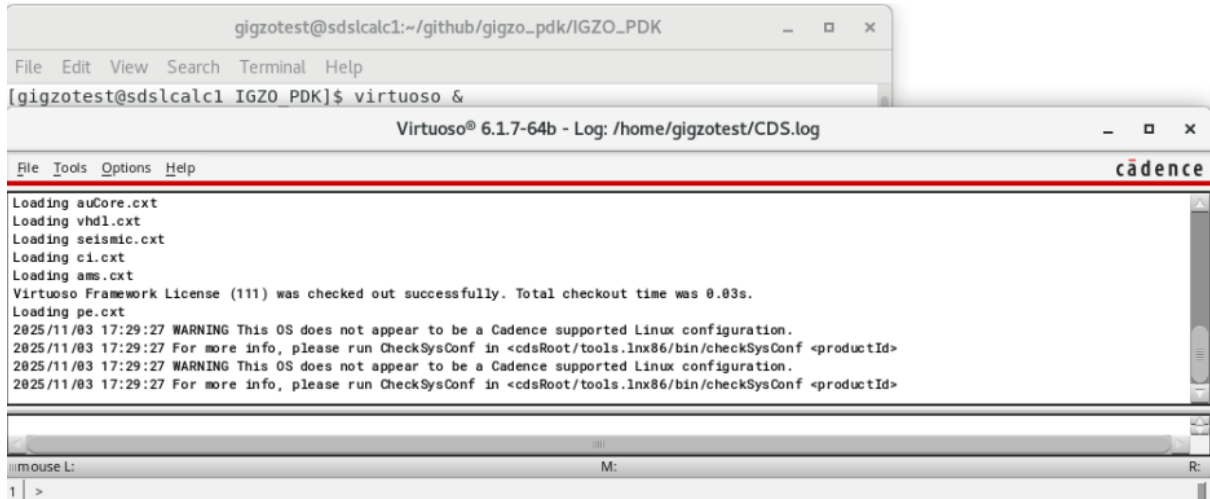 gigzotest@sdslcalc1:~/github/gigzo_pdk/IGZO_PDK
File Edit View Search Terminal Help
[gigzotest@sdslcalc1 IGZO_PDK]$ virtuoso &
Virtuoso® 6.1.7-64b - Log: /home/gigzotest/CDS.log
File Tools Options Help
cādence
Loading auCore.cxt
Loading vhdl.cxt
Loading seismic.cxt
Loading ci.cxt
Loading ams.cxt
Virtuoso Framework License (111) was checked out successfully. Total checkout time was 0.03s.
Loading pe.cxt
2025/11/03 17:29:27 WARNING This OS does not appear to be a Cadence supported Linux configuration.
2025/11/03 17:29:27 For more info, please run CheckSysConf in <cdsRoot/tools.lnx86/bin/checkSysConf <productId>
2025/11/03 17:29:27 WARNING This OS does not appear to be a Cadence supported Linux configuration.
2025/11/03 17:29:27 For more info, please run CheckSysConf in <cdsRoot/tools.lnx86/bin/checkSysConf <productId>
mouse L: M: R:
1 >